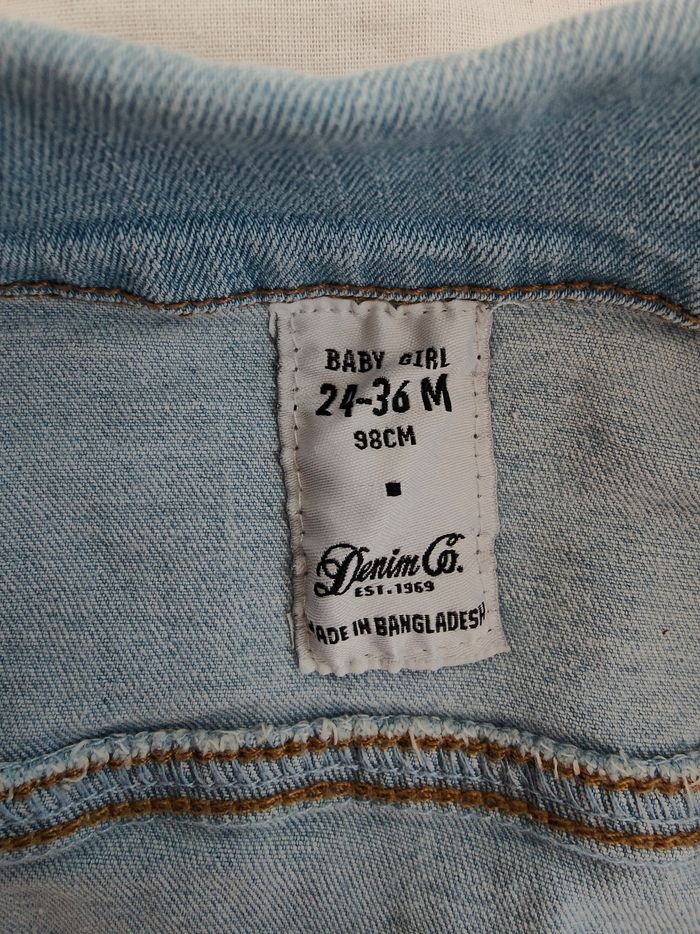 BABY GIRL
24-36 M
98CM
Denim Co.
EST. 1969
MADE IN BANGLADESH